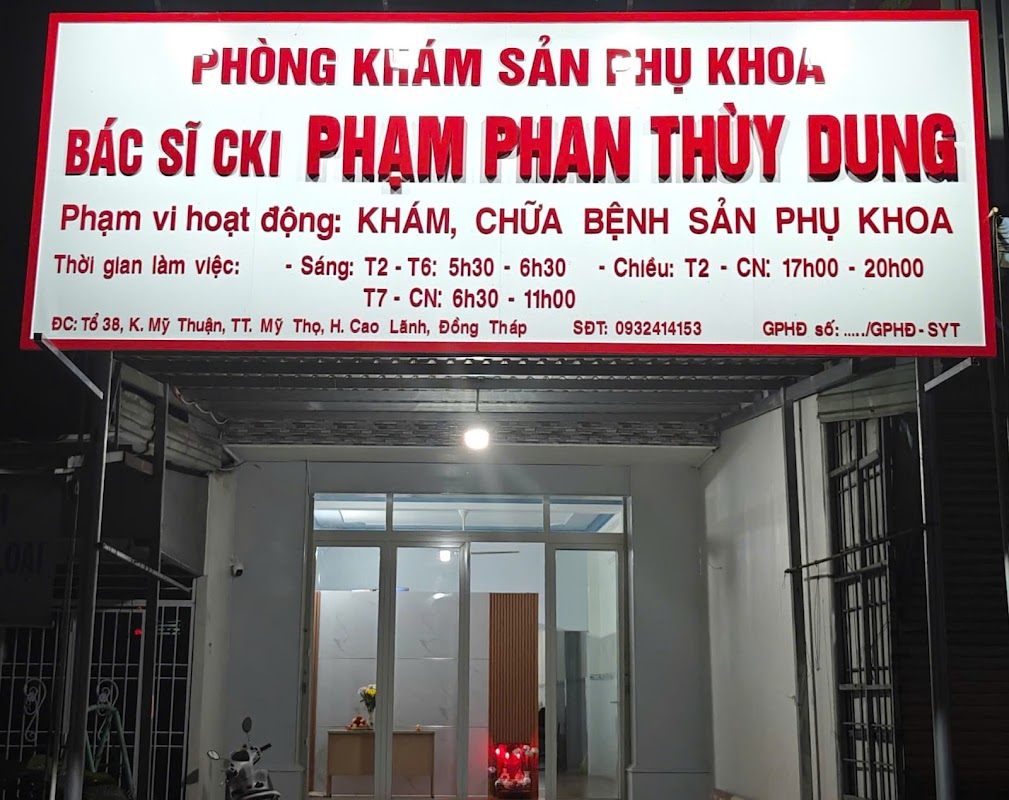 PHÒNG KHÁM SẢN PHỤ KHOA
BÁC SĨ CKI PHẠM PHAN THÙY DUNG
Phạm vi hoạt động: KHÁM, CHỮA BỆNH SẢN PHỤ KHOA
Thời gian làm việc: - Sáng: T2 - T6: 5h30 - 6h30 - Chiều: T2 - CN: 17h00 - 20h00
T7 - CN: 6h30 - 11h00
ĐC: Tổ 38, K. Mỹ Thuận, TT. Mỹ Thọ, H. Cao Lãnh, Đồng Tháp SĐT: 0932414153 GPHĐ số: ...../GPHĐ-SYT